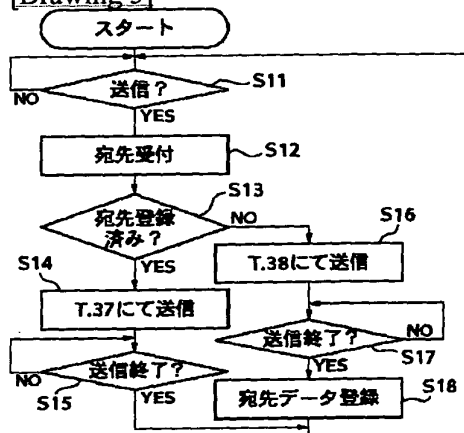 [Drawing 3]
スタート
送信？
S11
NO
YES
宛先受付
S12
宛先登録
済み？
S13
NO
YES
S14
T.37にて送信
S16
T.38にて送信
送信終了？
NO
S15
YES
送信終了？
NO
S17
YES
宛先データ登録
S18